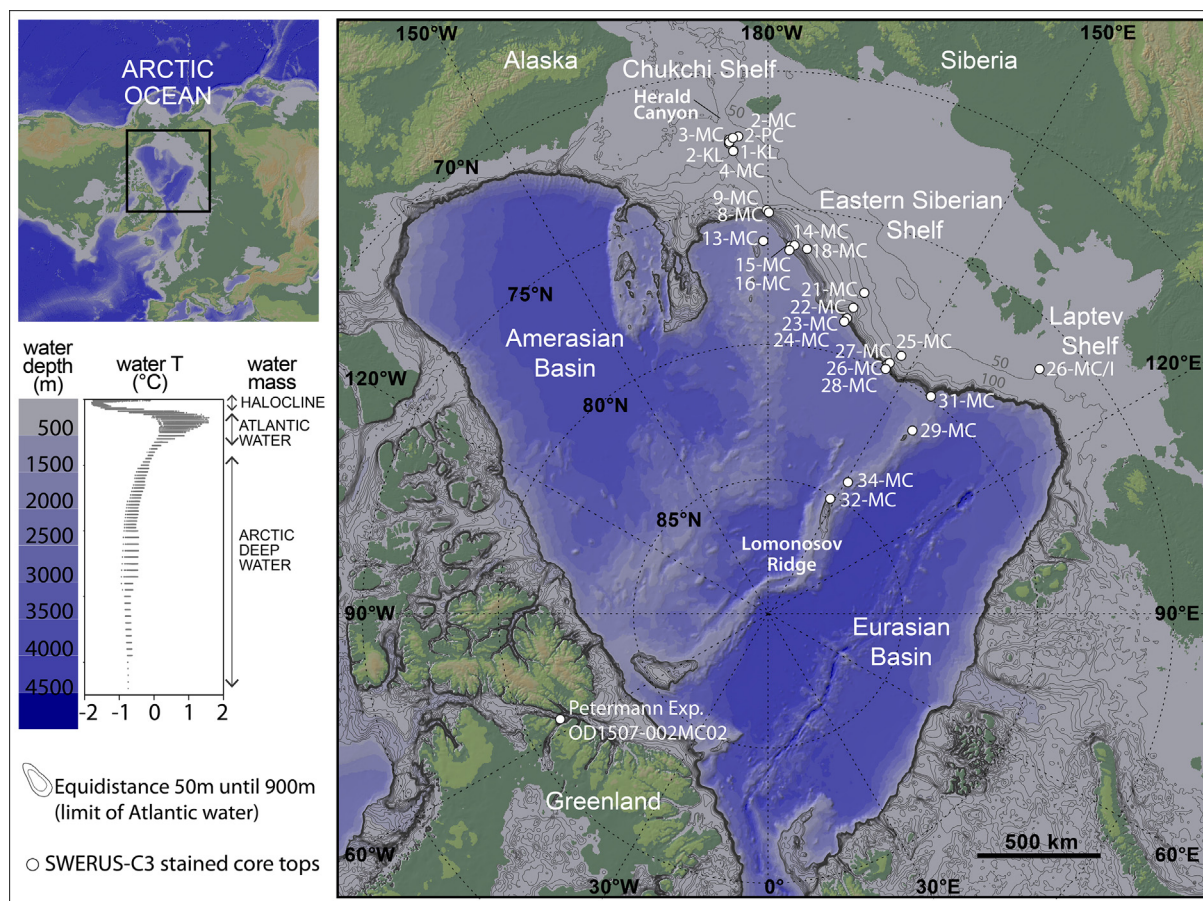 ARCTIC
OCEAN
water
depth
(m)
water T
(°C)
water
mass
500
1500
2000
2500
3000
3500
4000
4500
HALOCLINE
ATLANTIC
WATER
ARCTIC
DEEP
WATER
-2 -1 0 1 2
Equidistance 50m until 900m
(limit of Atlantic water)
SWERUS-C3 stained core tops
150°W
180°W
150°E
Alaska
Chukchi Shelf
Siberia
Herald
Canyon
50
2-MC
3-MC
2-PC
2-KL
1-KL
4-MC
70°N
9-MC
8-MC
Eastern Siberian
Shelf
13-MC
14-MC
18-MC
15-MC
16-MC
75°N
21-MC
22-MC
23-MC
24-MC
Amerasian
Basin
Laptev
Shelf
25-MC
27-MC
26-MC
28-MC
50
100
26-MC/I
120°E
120°W
31-MC
80°N
29-MC
34-MC
32-MC
85°N
Lomonosov
Ridge
90°W
90°E
Eurasian
Basin
Petermann Exp.
OD1507-002MC02
Greenland
500 km
60°W
30°W
0°
30°E
60°E